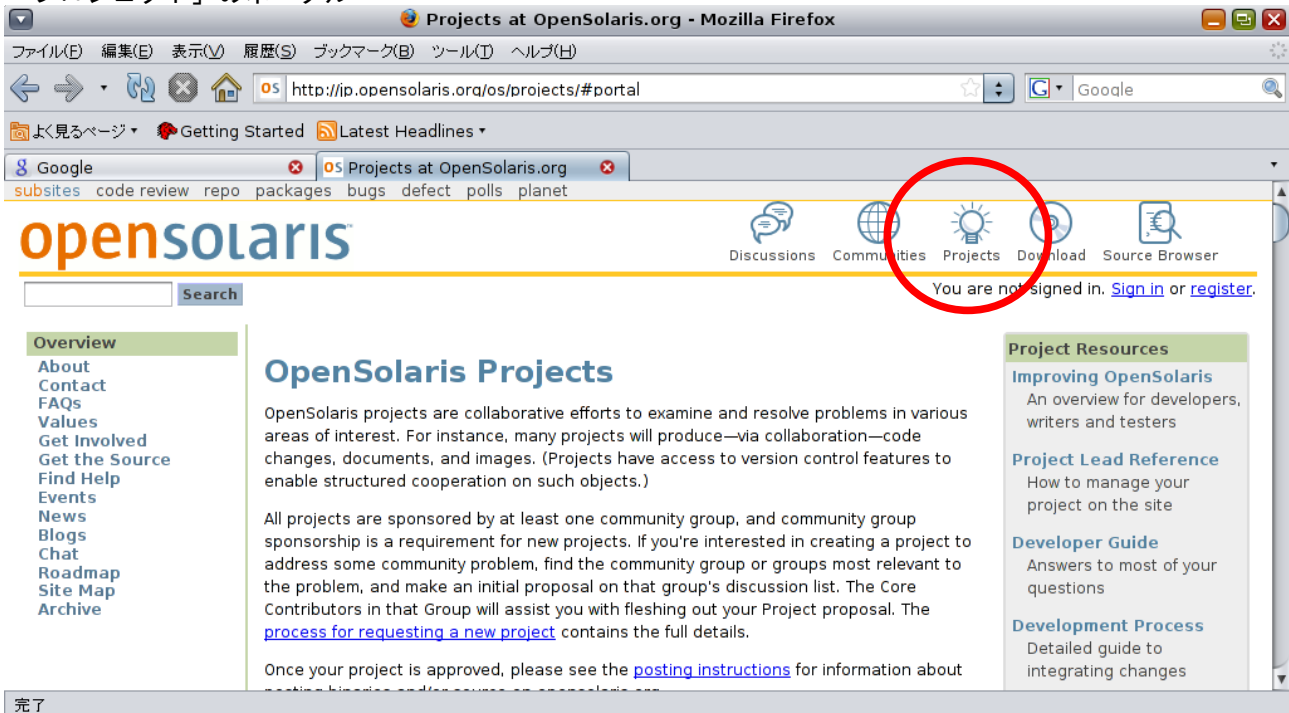 Projects at OpenSolaris.org - Mozilla Firefox
ファイル(F) 編集(E) 表示(V) 履歴(S) ブックマーク(B) ツール(T) ヘルプ(H)
OS http://jp.opensolaris.org/os/projects/#portal G Google
よく見るページ Getting Started Latest Headlines
Google OS Projects at OpenSolaris.org
subsites code review repo packages bugs defect polls planet
opensolaris™
Discussions Communities Projects Download Source Browser
Search
You are not signed in. Sign in or register.
Overview
About
Contact
FAQs
Values
Get Involved
Get the Source
Find Help
Events
News
Blogs
Chat
Roadmap
Site Map
Archive
OpenSolaris Projects
OpenSolaris projects are collaborative efforts to examine and resolve problems in various
areas of interest. For instance, many projects will produce—via collaboration—code
changes, documents, and images. (Projects have access to version control features to
enable structured cooperation on such objects.)
All projects are sponsored by at least one community group, and community group
sponsorship is a requirement for new projects. If you're interested in creating a project to
address some community problem, find the community group or groups most relevant to
the problem, and make an initial proposal on that group's discussion list. The Core
Contributors in that Group will assist you with fleshing out your Project proposal. The
process for requesting a new project contains the full details.
Once your project is approved, please see the posting instructions for information about
Project Resources
Improving OpenSolaris
An overview for developers,
writers and testers
Project Lead Reference
How to manage your
project on the site
Developer Guide
Answers to most of your
questions
Development Process
Detailed guide to
integrating changes
完了